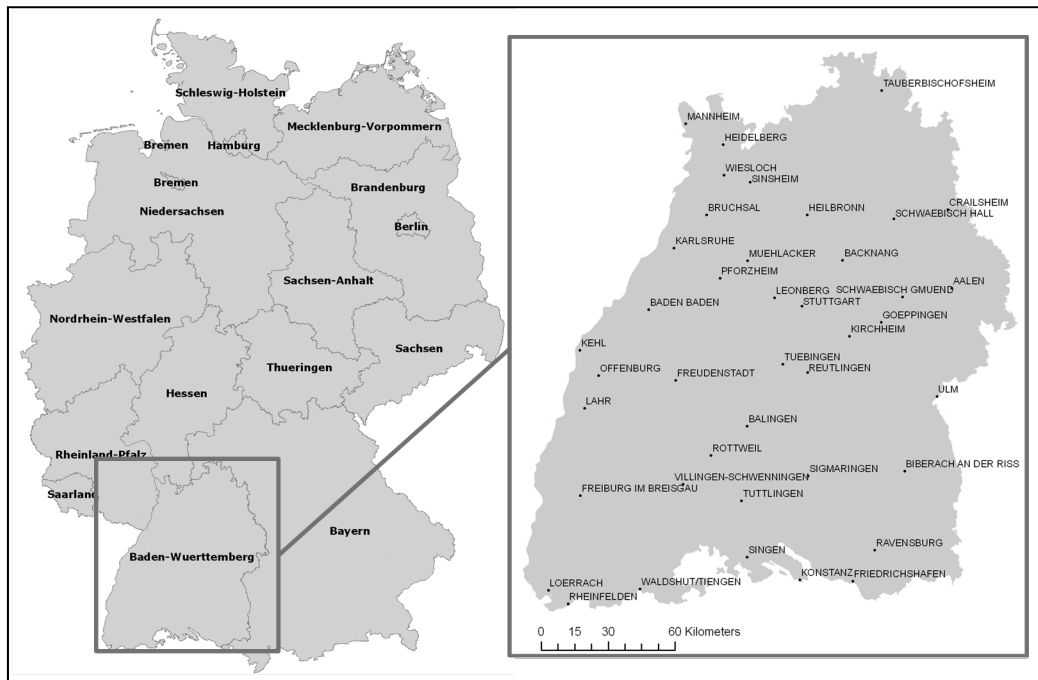 Schleswig-Holstein
Mecklenburg-Vorpommern
Bremen
Hamburg
Bremen
Brandenburg
Niedersachsen
Berlin
Sachsen-Anhalt
Nordrhein-Westfalen
Sachsen
Thueringen
Hessen
Rheinland-Pfalz
Saarland
Bayern
Baden-Wuerttemberg
TAUBERBISCHOFSHEIM
MANNHEIM
HEIDELBERG
WIESLOCH
SINSHEIM
CRAILSHEIM
BRUCHSAL
HEILBRONN
SCHWAEBISCH HALL
KARLSRUHE
MUEHLACKER
BACKNANG
PFORZHEIM
AALEN
LEONBERG
SCHWAEBISCH GMUEND
BADEN BADEN
STUTTGART
GOEPPINGEN
KIRCHHEIM
KEHL
TUEBINGEN
OFFENBURG
FREUDENSTADT
REUTLINGEN
ULM
LAHR
BALINGEN
ROTTWEIL
SIGMARINGEN
BIBERACH AN DER RISS
VILLINGEN-SCHWENNINGEN
FREIBURG IM BREISGAU
TUTTLINGEN
SINGEN
RAVENSBURG
LOERRACH
WALDSHUT/TIENGEN
KONSTANZ
FRIEDRICHSHAFEN
RHEINFELDEN
0 15 30 60 Kilometers